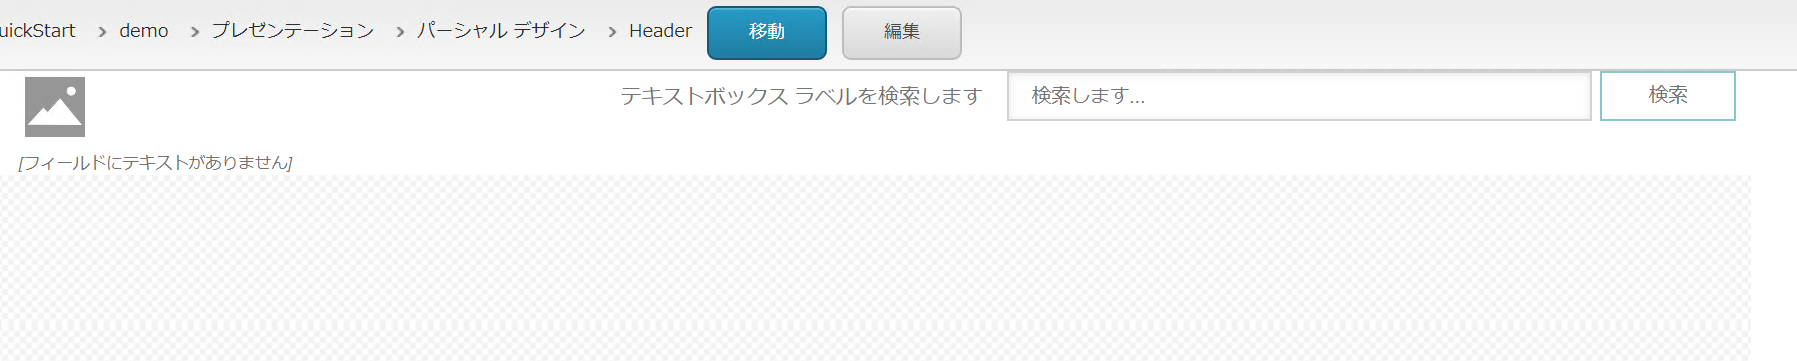 uickStart > demo > プレゼンテーション > パーシャル デザイン > Header 移動 編集
テキストボックス ラベルを検索します 検索します... 検索
[フィールドにテキストがありません]